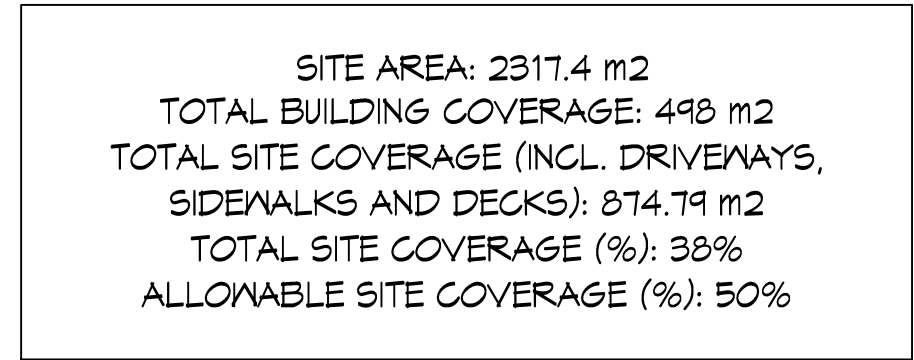 SITE AREA: 2317.4 m2
TOTAL BUILDING COVERAGE: 498 m2
TOTAL SITE COVERAGE (INCL. DRIVEWAYS,
SIDEWALKS AND DECKS): 874.79 m2
TOTAL SITE COVERAGE (%): 38%
ALLOWABLE SITE COVERAGE (%): 50%